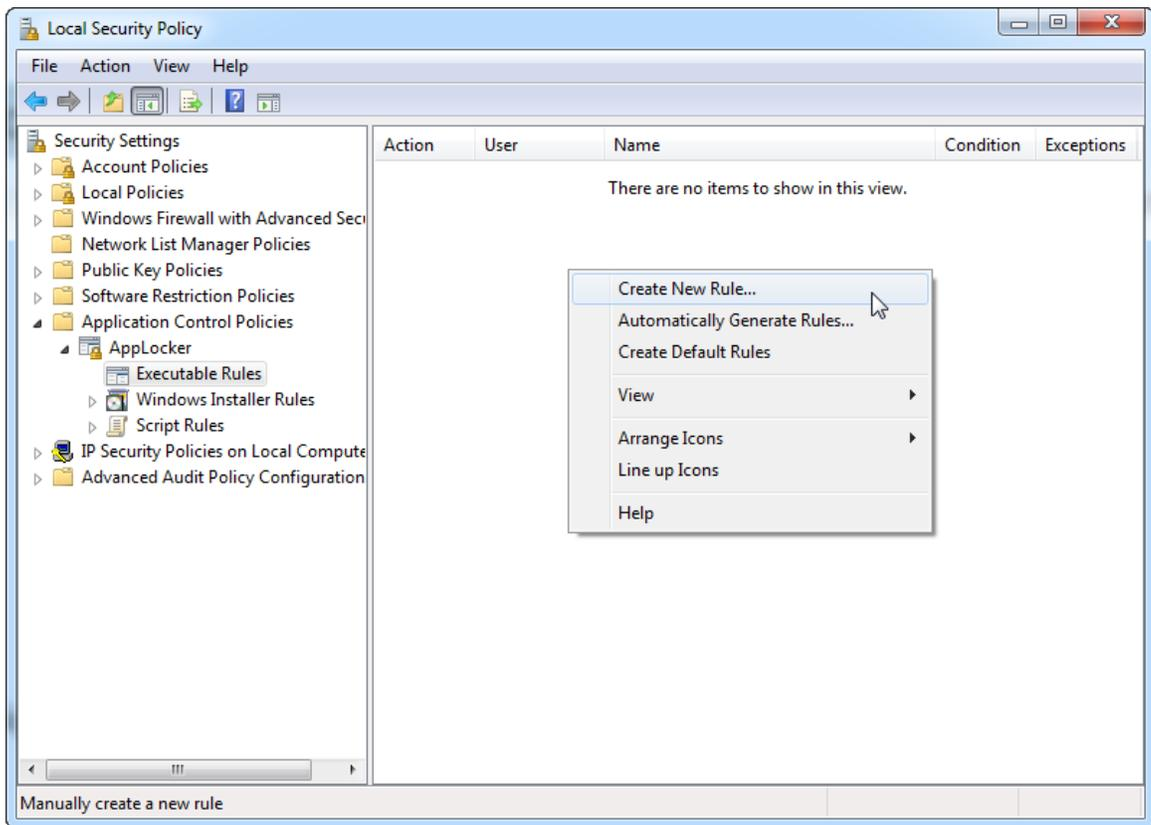 Local Security Policy
File Action View Help
Security Settings
Account Policies
Local Policies
Windows Firewall with Advanced Secu
Network List Manager Policies
Public Key Policies
Software Restriction Policies
Application Control Policies
AppLocker
Executable Rules
Windows Installer Rules
Script Rules
IP Security Policies on Local Compute
Advanced Audit Policy Configuration
Action User Name Condition Exceptions
There are no items to show in this view.
Create New Rule...
Automatically Generate Rules...
Create Default Rules
View
Arrange Icons
Line up Icons
Help
Manually create a new rule